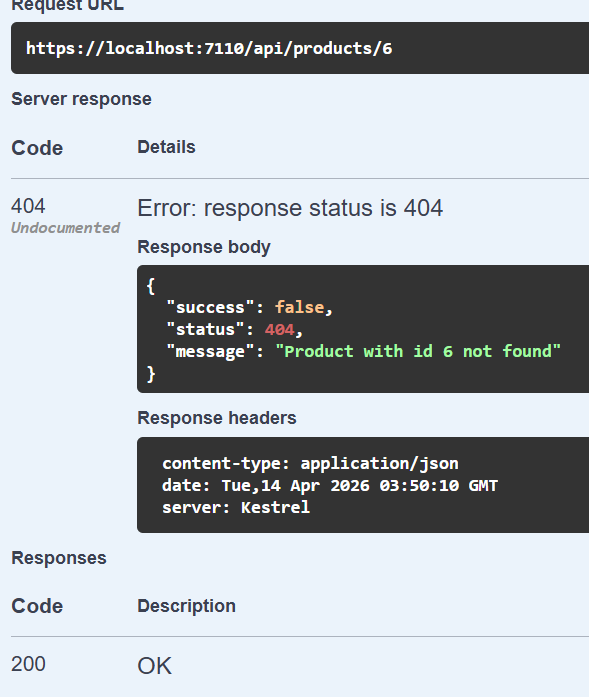 Request URL
https://localhost:7110/api/products/6
Server response
Code Details
404 Error: response status is 404
Undocumented
Response body
{
  "success": false,
  "status": 404,
  "message": "Product with id 6 not found"
}
Response headers
content-type: application/json
date: Tue,14 Apr 2026 03:50:10 GMT
server: Kestrel
Responses
Code Description
200 OK